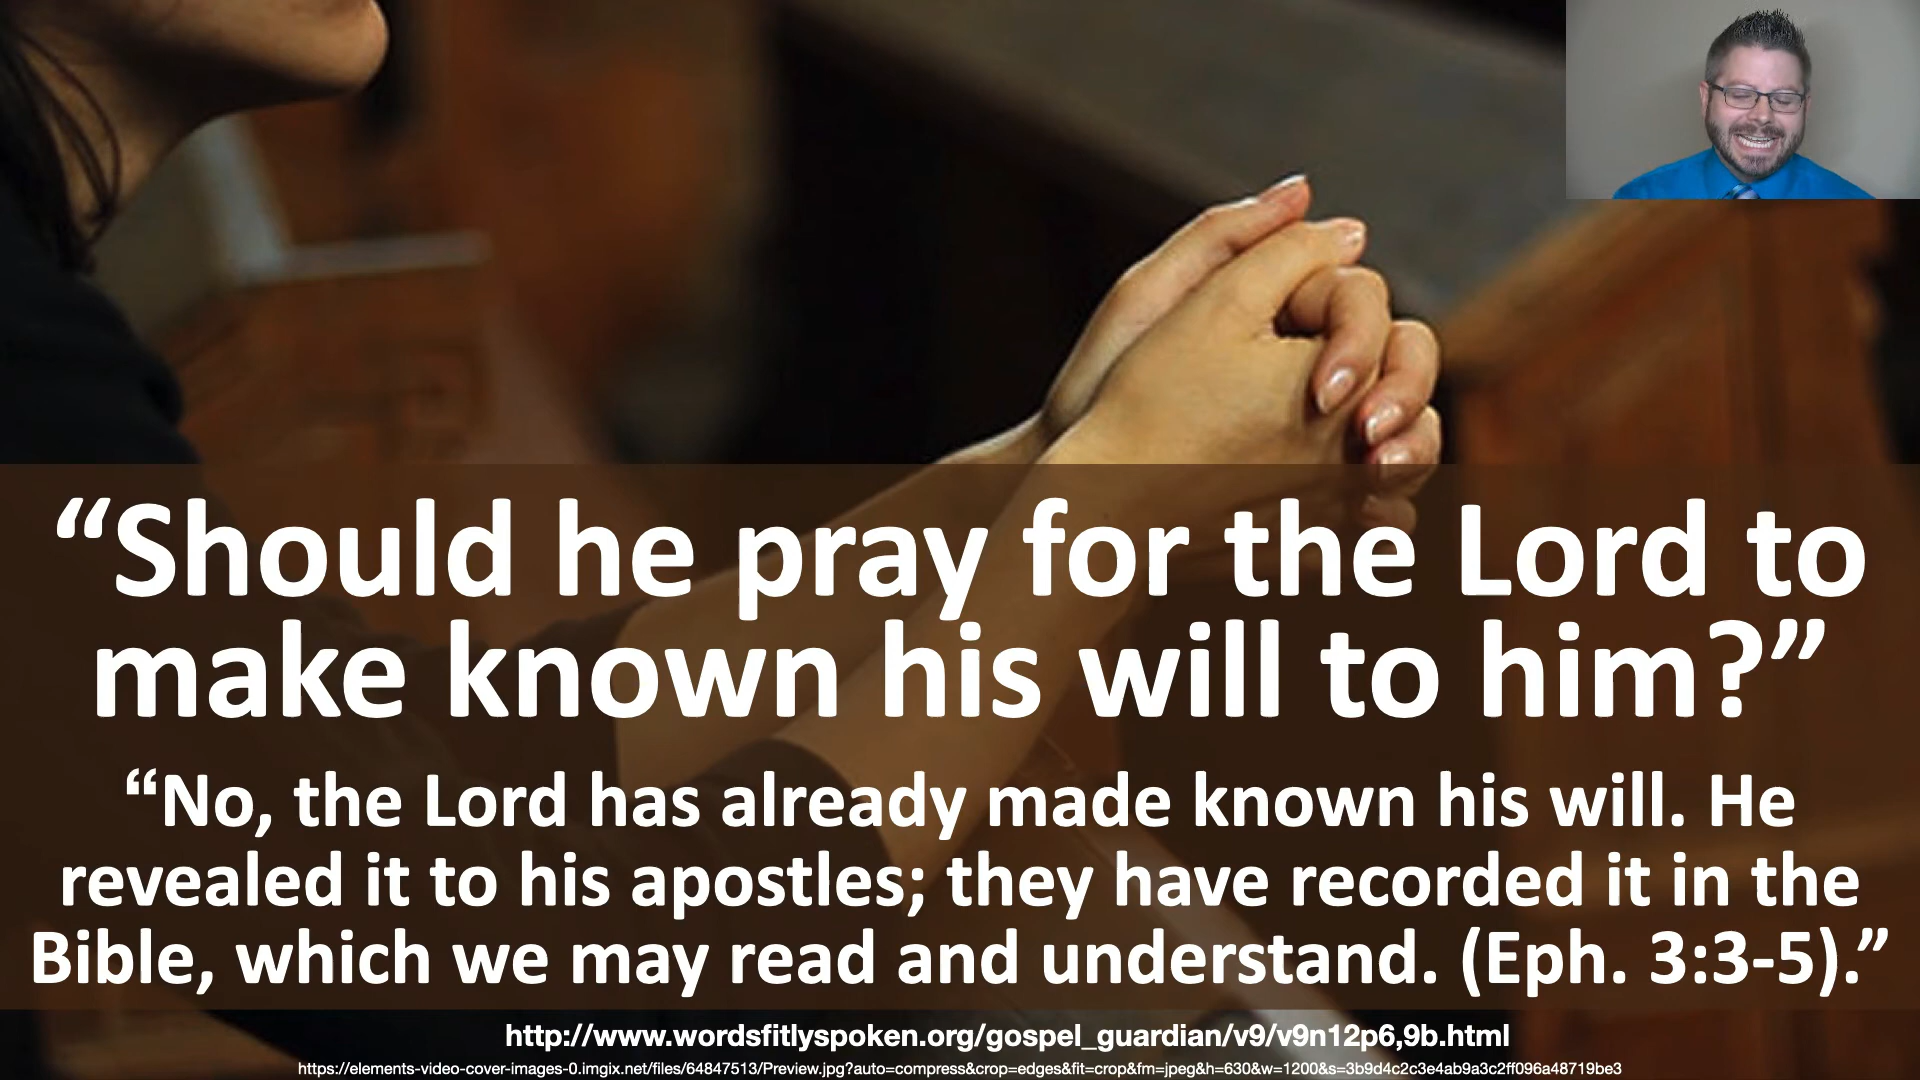 “Should he pray for the Lord to
make known his will to him?”
“No, the Lord has already made known his will. He
revealed it to his apostles; they have recorded it in the
Bible, which we may read and understand. (Eph. 3:3-5).”
http://www.wordsfitlyspoken.org/gospel_guardian/v9/v9n12p6,9b.html
https://elements-video-cover-images-0.imgix.net/files/64847513/Preview.jpg?auto=compress&crop=edges&fit=crop&fm=jpeg&h=630&w=1200&s=3b9d4c2c3e4ab9a3c2ff096a48719be3